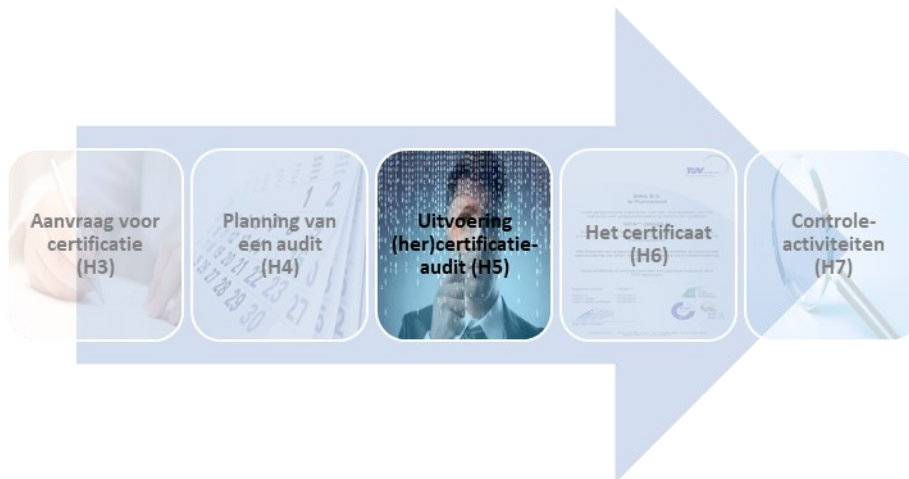 Aanvraag voor
certificatie
(H3)
Planning van
een audit
(H4)
Uitvoering
(her)certificatie-
audit (H5)
TÜV
Het certificaat
(H6)
Controle-
activiteiten
(H7)